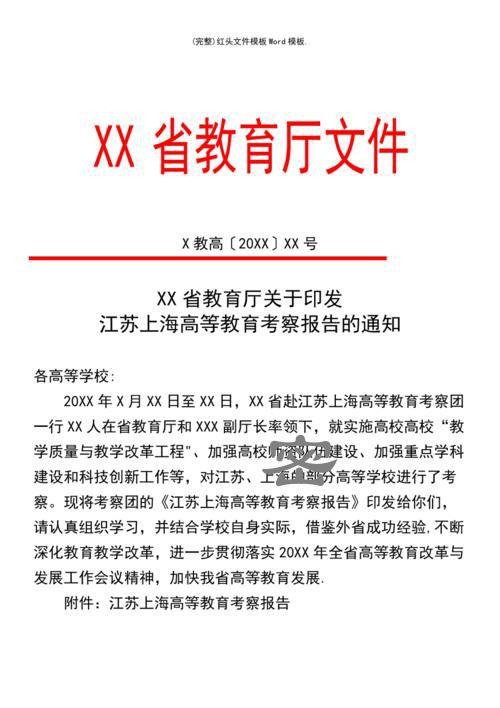 (完整)红头文件模板Word模板.
XX 省教育厅文件
X 教高〔20XX〕XX 号
XX 省教育厅关于印发
江苏上海高等教育考察报告的通知
各高等学校:
20XX 年 X 月 XX 日至 XX 日，XX 省赴江苏上海高等教育考察团
一行 XX 人在省教育厅和 XXX 副厅长率领下，就实施高校高校“教
学质量与教学改革工程"、加强高校师资队伍建设、加强重点学科
建设和科技创新工作等，对江苏、上海的部分高等学校进行了考
察。现将考察团的《江苏上海高等教育考察报告》印发给你们，
请认真组织学习，并结合学校自身实际，借鉴外省成功经验,不断
深化教育教学改革，进一步贯彻落实 20XX 年全省高等教育改革与
发展工作会议精神，加快我省高等教育发展.
附件：江苏上海高等教育考察报告